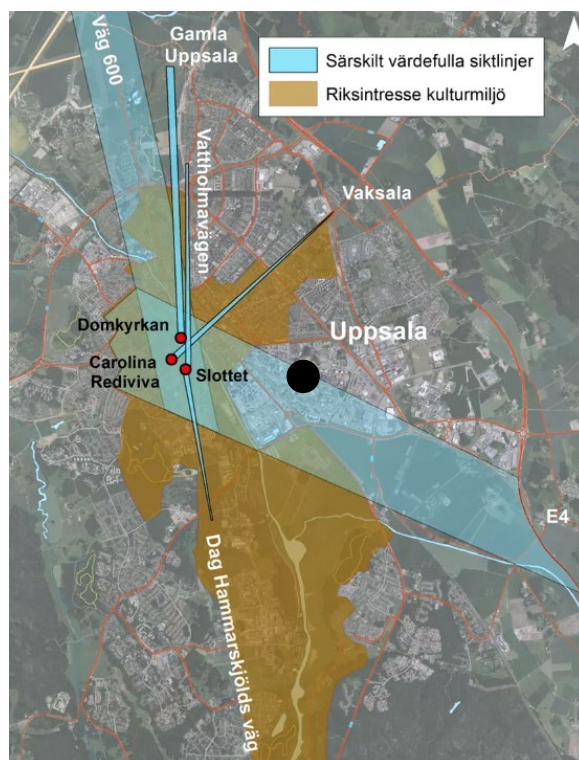 Väg 600
Gamla
Uppsala
Särskilt värdefulla siktlinjer
Riksintresse kulturmiljö
Vattholmavägen
Vaksala
Domkyrkan
Uppsala
Carolina
Rediviva
Slottet
E4
Dag Hammarskjölds väg